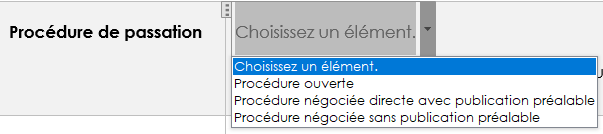 Procédure de passation
Choisissez un élément.
Choisissez un élément.
Procédure ouverte
Procédure négociée directe avec publication préalable
Procédure négociée sans publication préalable